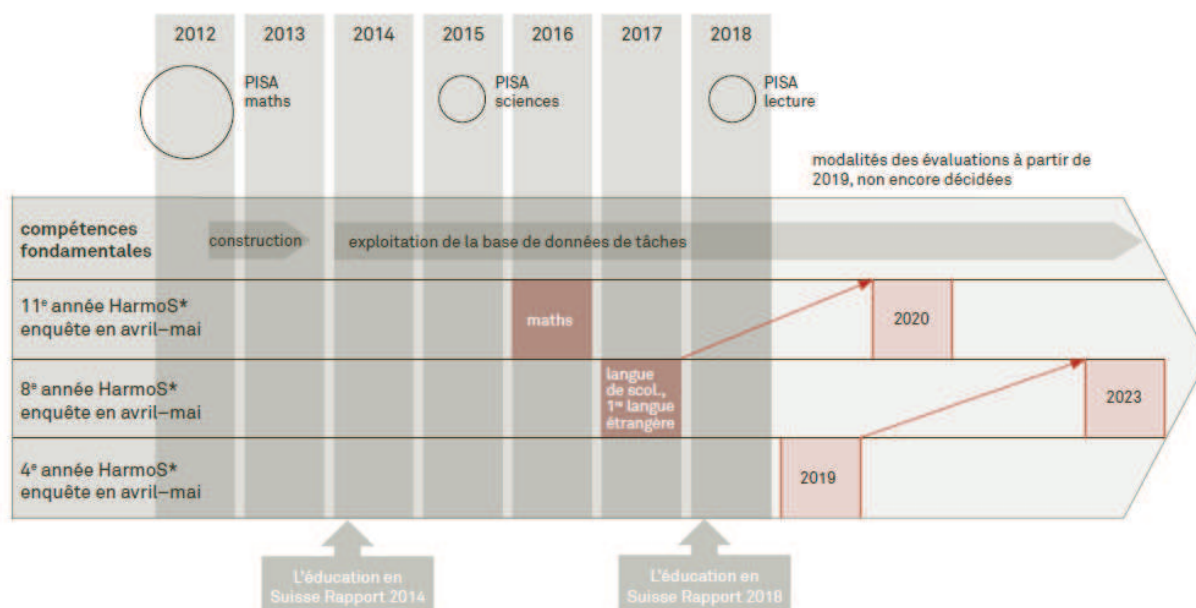 2012 2013 2014 2015 2016 2017 2018
PISA
maths
PISA
sciences
PISA
lecture
modalités des évaluations à partir de
2019, non encore décidées
compétences
fondamentales
construction
exploitation de la base de données de tâches
11e année HarmoS*
enquête en avril–mai
maths
2020
8e année HarmoS*
enquête en avril–mai
langue
de scol.,
1re langue
étrangère
2023
4e année HarmoS*
enquête en avril–mai
2019
L'éducation en
Suisse Rapport 2014
L'éducation en
Suisse Rapport 2018